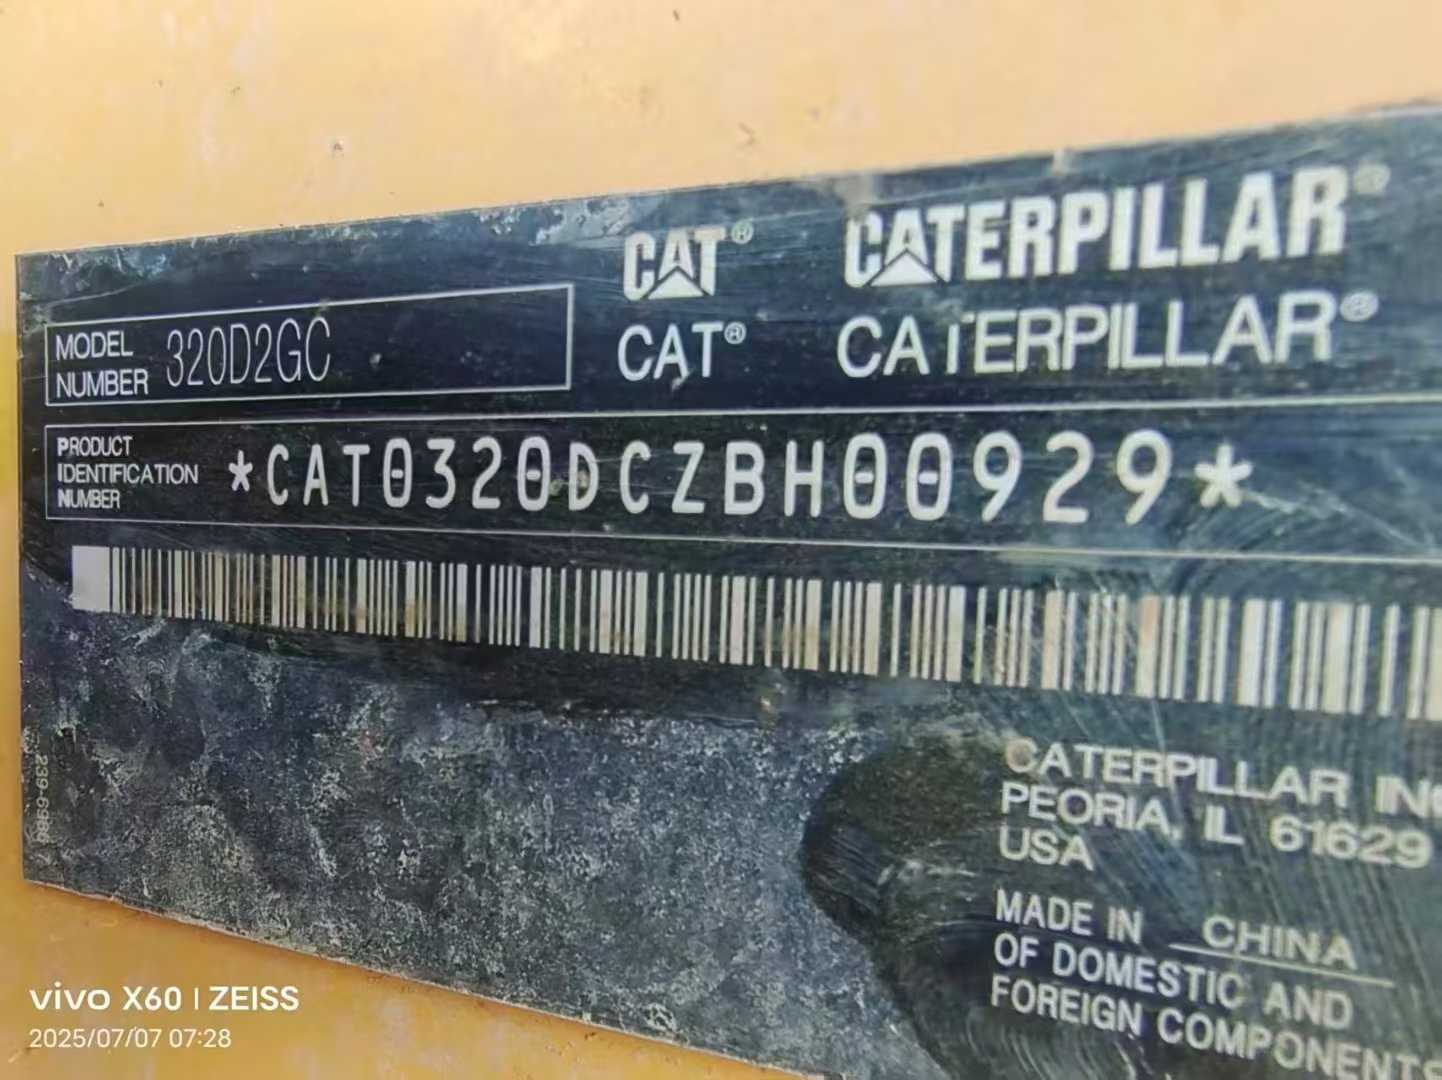 CAT® CATERPILLAR®
MODEL NUMBER 320D2GC
CAT® CATERPILLAR®
PRODUCT IDENTIFICATION NUMBER *CAT0320DCZBH00929*
CATERPILLAR
PEORIA, IL 61629
USA
MADE IN CHINA
OF DOMESTIC AND
FOREIGN COMPONENTS
vivo X60 | ZEISS
2025/07/07 07:28